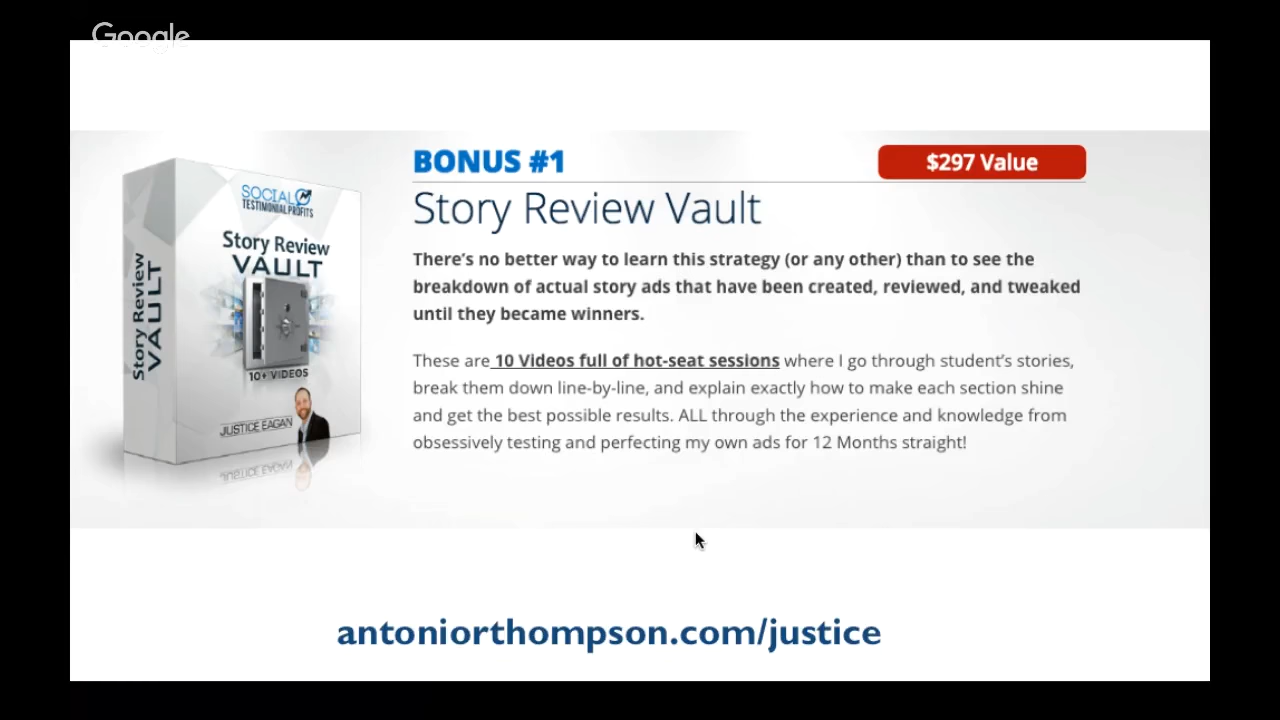 Google
BONUS #1
$297 Value
Story Review Vault
There's no better way to learn this strategy (or any other) than to see the
breakdown of actual story ads that have been created, reviewed, and tweaked
until they became winners.
These are 10 Videos full of hot-seat sessions where I go through student's stories,
break them down line-by-line, and explain exactly how to make each section shine
and get the best possible results. ALL through the experience and knowledge from
obsessively testing and perfecting my own ads for 12 Months straight!
SOCIAL
TESTIMONIAL PROFITS
Story Review
VAULT
10+ VIDEOS
JUSTICE EAGAN
Story Review
VAULT
antoniorthompson.com/justice